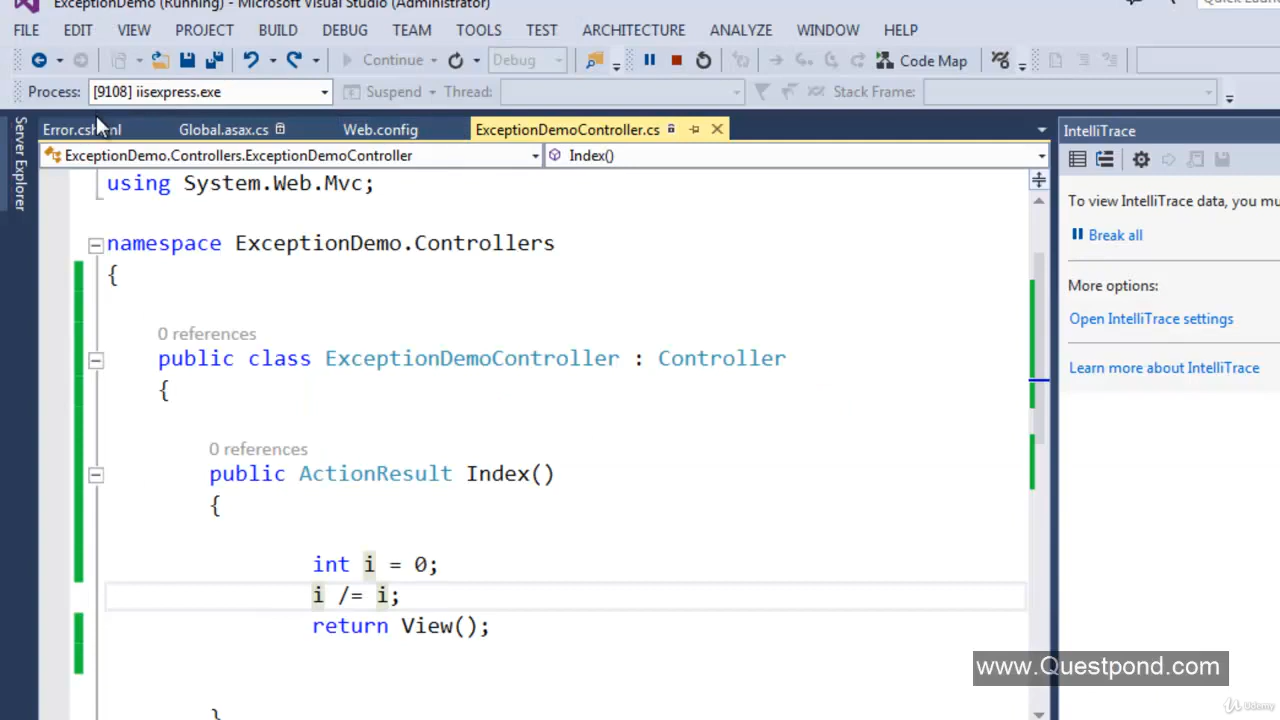 ExceptionDemo (Running) - Microsoft Visual Studio (Administrator)
Quick
FILE EDIT VIEW PROJECT BUILD DEBUG TEAM TOOLS TEST ARCHITECTURE ANALYZE WINDOW HELP
Continue Debug Code Map
Process: [9108] iisexpress.exe Suspend Thread: Stack Frame:
Server Explorer
Error.cshtml Global.asax.cs Web.config ExceptionDemoController.cs
ExceptionDemo.Controllers.ExceptionDemoController Index()
using System.Web.Mvc;
namespace ExceptionDemo.Controllers
{
0 references
public class ExceptionDemoController : Controller
{
0 references
public ActionResult Index()
{
int i = 0;
i /= i;
return View();
}
IntelliTrace
To view IntelliTrace data, you mu
Break all
More options:
Open IntelliTrace settings
Learn more about IntelliTrace
www.Questpond.com
Udemy